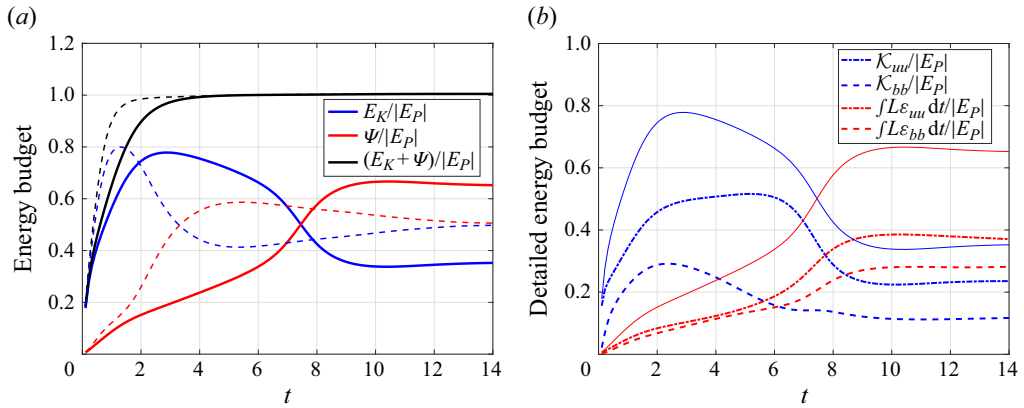 (a)
1.2
1.0
0.8
0.6
0.4
0.2
0
2
4
6
8
10
12
14
Energy budget
t
E_K/|E_P|
Ψ/|E_P|
(E_K + Ψ)/|E_P|
(b)
1.0
0.8
0.6
0.4
0.2
0
2
4
6
8
10
12
14
Detailed energy budget
t
𝒦_uu/|E_P|
𝒦_bb/|E_P|
∫Lε_uu dt/|E_P|
∫Lε_bb dt/|E_P|